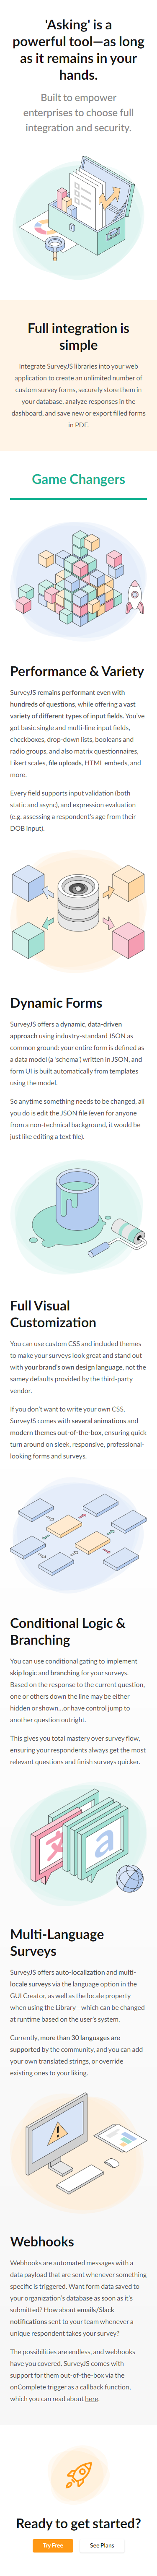 'Asking' is a
powerful tool—as long
as it remains in your
hands.
Built to empower
enterprises to choose full
integration and security.
Full integration is
simple
Integrate SurveyJS libraries into your web
application to create an unlimited number of
custom survey forms, securely store them in
your database, analyze responses in the
dashboard, and save new or export filled forms
in PDF.
Game Changers
Performance & Variety
SurveyJS remains performant even with
hundreds of questions, while offering a vast
variety of different types of input fields. You've
got basic single and multi-line input fields,
checkboxes, drop-down lists, booleans and
radio groups, and also matrix questionnaires,
Likert scales, file uploads, HTML embeds, and
more.
Every field supports input validation (both
static and async), and expression evaluation
(e.g. assessing a respondent's age from their
DOB input).
Dynamic Forms
SurveyJS offers a dynamic, data-driven
approach using industry-standard JSON as
common ground: your entire form is defined as
a data model (a 'schema') written in JSON, and
form UI is built automatically from templates
using the model.
So anytime something needs to be changed, all
you do is edit the JSON file (even for anyone
from a non-technical background, it would be
just like editing a text file).
Full Visual
Customization
You can use custom CSS and included themes
to make your surveys look great and stand out
with your brand's own design language, not the
samey defaults provided by the third-party
vendor.
If you don't want to write your own CSS,
SurveyJS comes with several animations and
modern themes out-of-the-box, ensuring quick
turn around on sleek, responsive, professional-
looking forms and surveys.
Conditional Logic &
Branching
You can use conditional gating to implement
skip logic and branching for your surveys.
Based on the response to the current question,
one or others down the line may be either
hidden or shown...or have control jump to
another question outright.
This gives you total mastery over survey flow,
ensuring your respondents always get the most
relevant questions and finish surveys quicker.
文
a
Multi-Language
Surveys
SurveyJS offers auto-localization and multi-
locale surveys via the language option in the
GUI Creator, as well as the locale property
when using the Library—which can be changed
at runtime based on the user's system.
Currently, more than 30 languages are
supported by the community, and you can add
your own translated strings, or override
existing ones to your liking.
Webhooks
Webhooks are automated messages with a
data payload that are sent whenever something
specific is triggered. Want form data saved to
your organization's database as soon as it's
submitted? How about emails/Slack
notifications sent to your team whenever a
unique respondent takes your survey?
The possibilities are endless, and webhooks
have you covered. SurveyJS comes with
support for them out-of-the-box via the
onComplete trigger as a callback function,
which you can read about here.
Ready to get started?
Try Free
See Plans